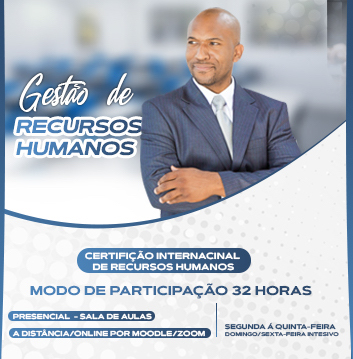 Gestão de
RECURSOS
HUMANOS
CERTIFIÇÃO INTERNACINAL
DE RECURSOS HUMANOS
MODO DE PARTICIPAÇÃO 32 HORAS
PRESENCIAL - SALA DE AULAS
A DISTÂNCIA/ONLINE POR MOODLE/ZOOM
SEGUNDA Á QUINTA-FEIRA
DOMINGO/SEXTA-FEIRA INTESIVO